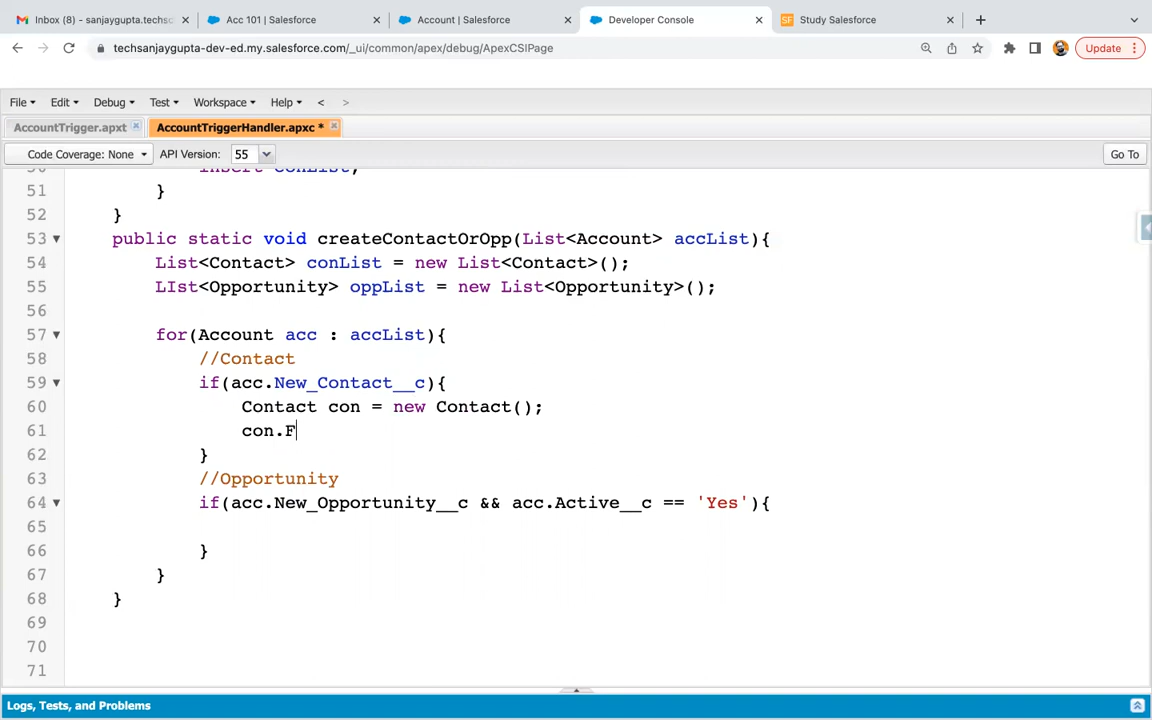 Inbox (8) - sanjaygupta.techsch
Acc 101 | Salesforce
Account | Salesforce
Developer Console
Study Salesforce
techsanjaygupta-dev-ed.my.salesforce.com/_ui/common/apex/debug/ApexCSIPage
Update
File Edit Debug Test Workspace Help < >
AccountTrigger.apxt
AccountTriggerHandler.apxc *
Code Coverage: None API Version: 55 Go To
50 insert conList;
51 }
52 }
53 public static void createContactOrOpp(List<Account> accList){
54 List<Contact> conList = new List<Contact>();
55 LIst<Opportunity> oppList = new List<Opportunity>();
56
57 for(Account acc : accList){
58 //Contact
59 if(acc.New_Contact__c){
60 Contact con = new Contact();
61 con.F
62 }
63 //Opportunity
64 if(acc.New_Opportunity__c && acc.Active__c == 'Yes'){
65
66 }
67 }
68 }
69
70
71
Logs, Tests, and Problems